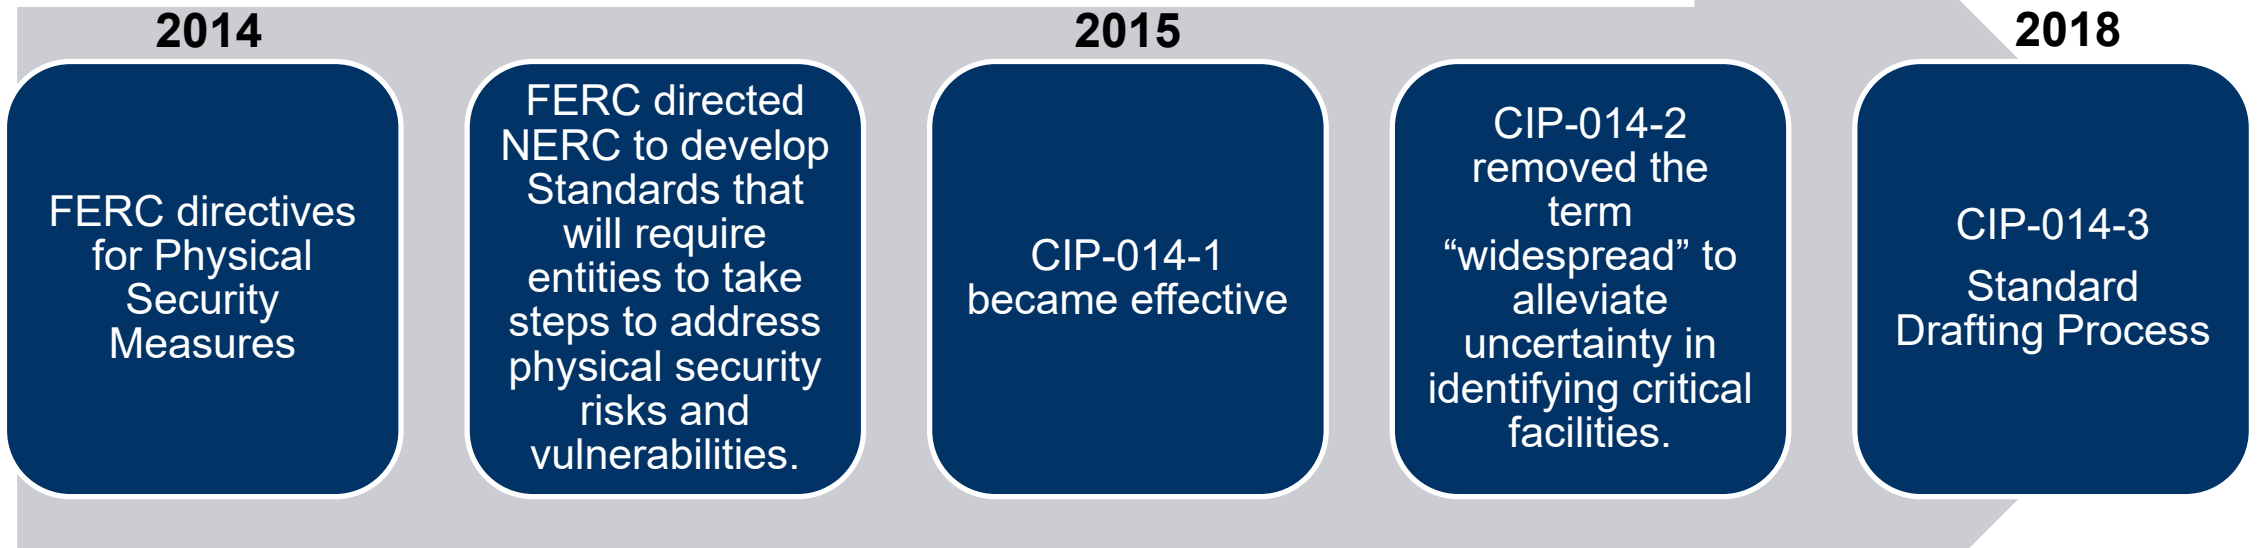 2014
FERC directives
for Physical
Security
Measures
FERC directed
NERC to develop
Standards that
will require
entities to take
steps to address
physical security
risks and
vulnerabilities.
2015
CIP-014-1
became effective
CIP-014-2
removed the
term
“widespread” to
alleviate
uncertainty in
identifying critical
facilities.
2018
CIP-014-3
Standard
Drafting Process